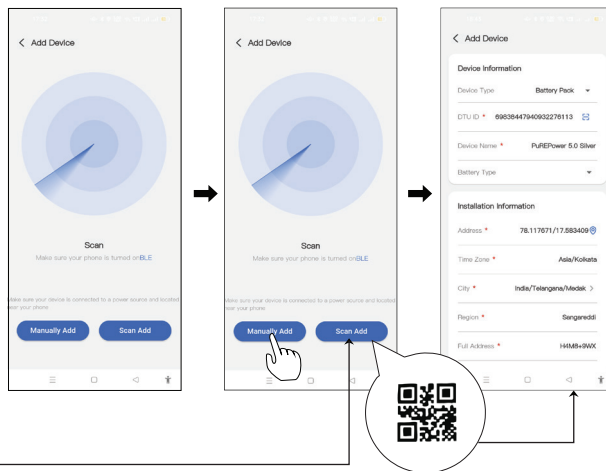 Add Device
Scan
Make sure your phone is turned onBLE
Make sure your device is connected to a power source and located
near your phone.
Manually Add
Scan Add
Add Device
Scan
Make sure your phone is turned onBLE
Make sure your device is connected to a power source and located
near your phone.
Manually Add
Scan Add
Add Device
Device Information
Device Type Battery Pack
DTU ID * 69836447940932276113
Device Name * PuREPower 5.0 Silver
Battery Type
Installation Information
Address * 78.117671/17.583409
Time Zone * Asia/Kolkata
City * India/Telangana/Medak >
Region * Sangareddi
Full Address * H4M8+9WX